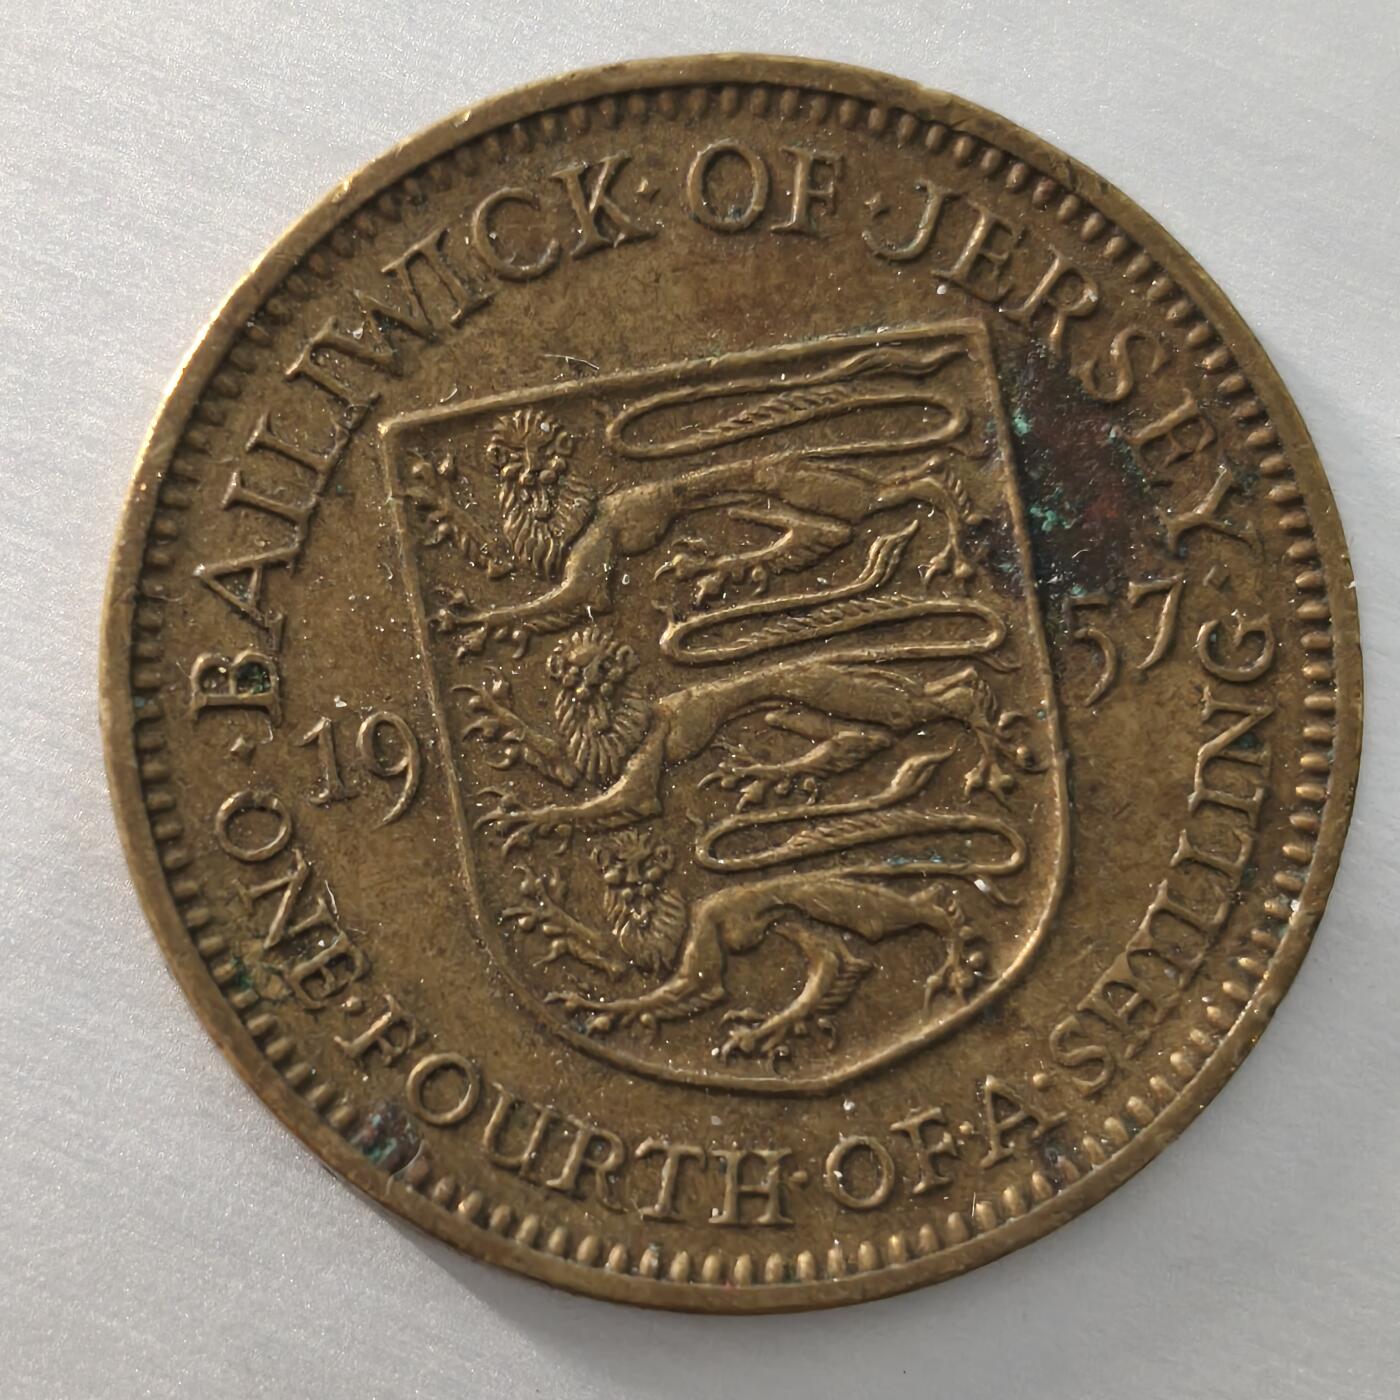 BAILIWICK·OF·JERSEY
19 57
ONE·FOURTH·OF·A·SHILLING